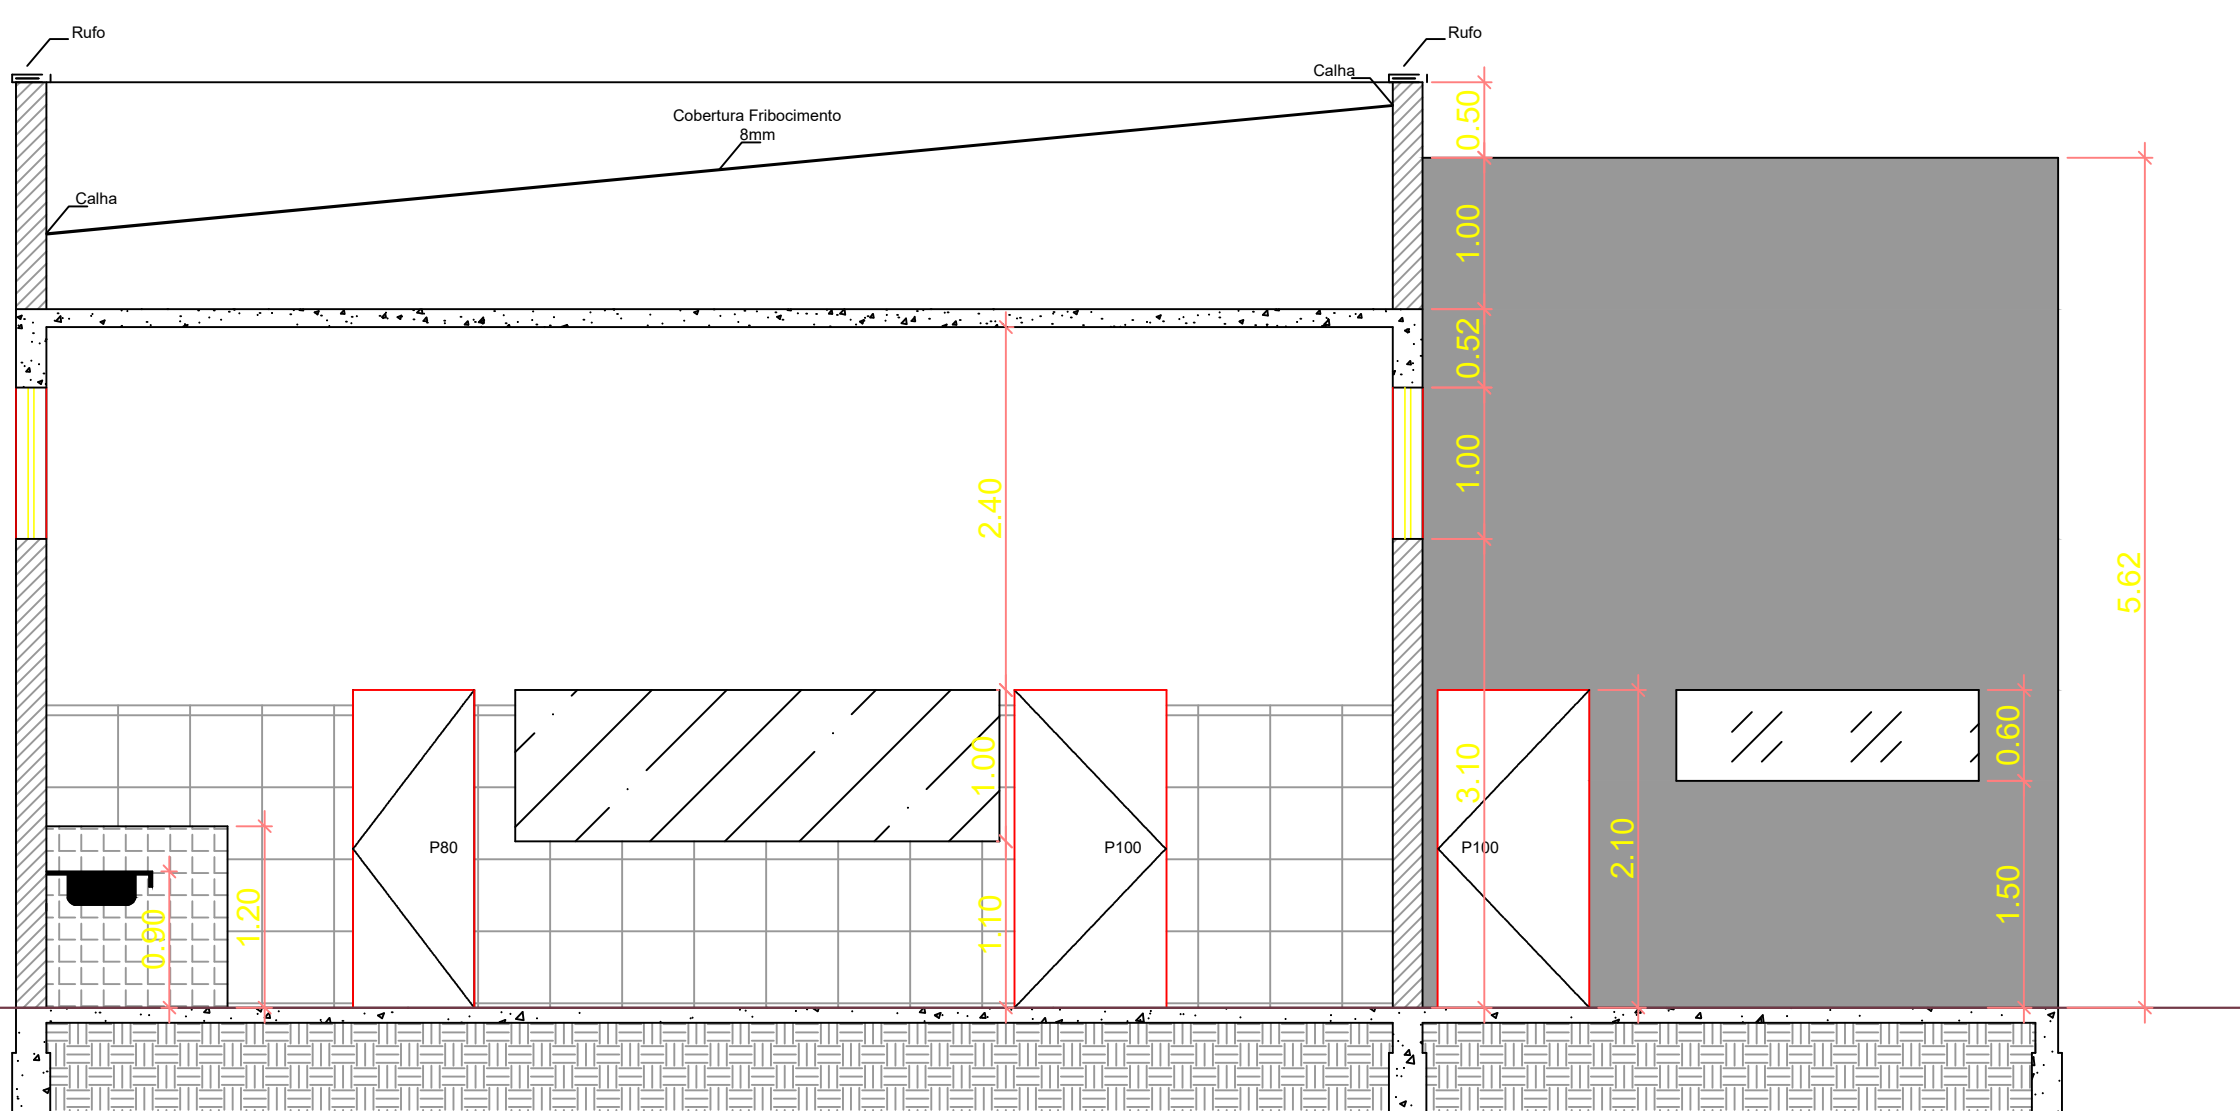 Rufo
Rufo
Calha
Cobertura Fribocimento
8mm
Calha
0.50
1.00
0.52
1.00
3.10
2.40
1.00
1.10
5.62
0.60
1.50
2.10
P80
P100
P100
0.90
1.20